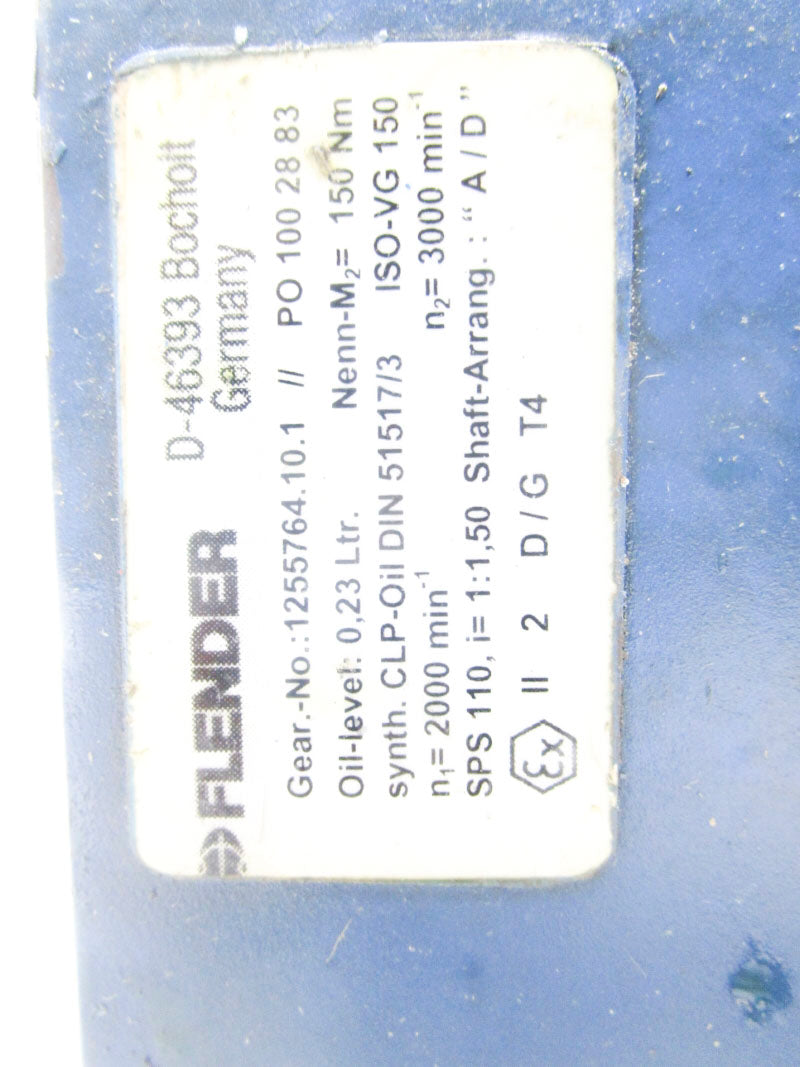 FLENDER D-46393 Bocholt
Germany
Gear.-No.:1255764.10.1 // PO 100 28 83
Oil-level: 0,23 Ltr. Nenn-M₂= 150 Nm
synth. CLP-Oil DIN 51517/3 ISO-VG 150
n₁= 2000 min⁻¹ n₂= 3000 min⁻¹
SPS 110, i= 1:1,50 Shaft-Arrang. : “ A / D ”
Ex II 2 D / G T4